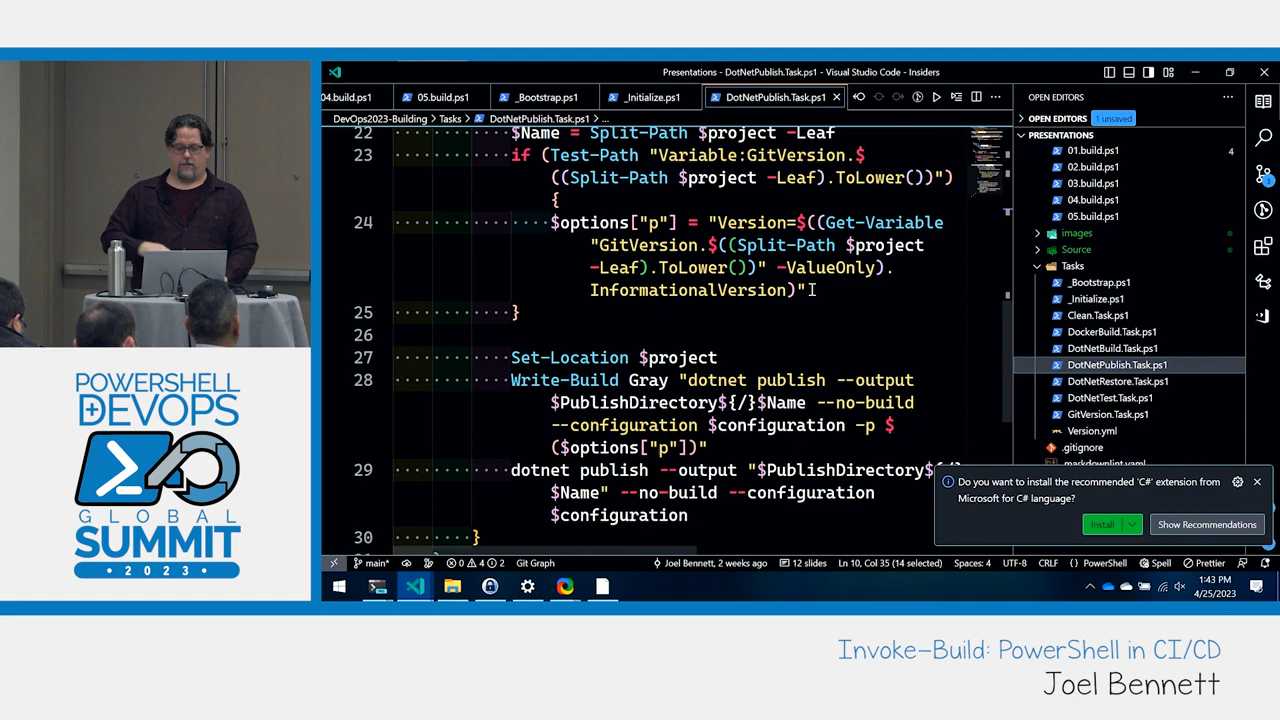 Presentations - DotNetPublish.Task.ps1 - Visual Studio Code - Insiders
04.build.ps1
05.build.ps1
_Bootstrap.ps1
_Initialize.ps1
DotNetPublish.Task.ps1
DevOps2023-Building > Tasks > DotNetPublish.Task.ps1 > ...
22 $Name = Split-Path $project -Leaf
23 if (Test-Path "Variable:GitVersion.$
((Split-Path $project -Leaf).ToLower())")
{
24 $options["p"] = "Version=$((Get-Variable
"GitVersion.$((Split-Path $project
-Leaf).ToLower())" -ValueOnly).
InformationalVersion)"
25 }
26
27 Set-Location $project
28 Write-Build Gray "dotnet publish --output
$PublishDirectory${/}$Name --no-build
--configuration $configuration -p $
($options["p"])"
29 dotnet publish --output "$PublishDirectory${/}
$Name" --no-build --configuration
$configuration
30 }
OPEN EDITORS
OPEN EDITORS 1 unsaved
PRESENTATIONS
01.build.ps1 4
02.build.ps1
03.build.ps1
04.build.ps1
05.build.ps1
images
Source
Tasks
_Bootstrap.ps1
_Initialize.ps1
Clean.Task.ps1
DockerBuild.Task.ps1
DotNetBuild.Task.ps1
DotNetPublish.Task.ps1
DotNetRestore.Task.ps1
DotNetTest.Task.ps1
GitVersion.Task.ps1
Version.yml
.gitignore
.markdownlint.yaml
Do you want to install the recommended 'C#' extension from
Microsoft for C# language?
Install
Show Recommendations
main* 0 4 2 Git Graph Joel Bennett, 2 weeks ago 12 slides Ln 10, Col 35 (14 selected) Spaces: 4 UTF-8 CRLF {} PowerShell Spell Prettier
1:43 PM
4/25/2023
POWERSHELL
+DEVOPS
GLOBAL
SUMMIT
2023
Invoke-Build: PowerShell in CI/CD
Joel Bennett